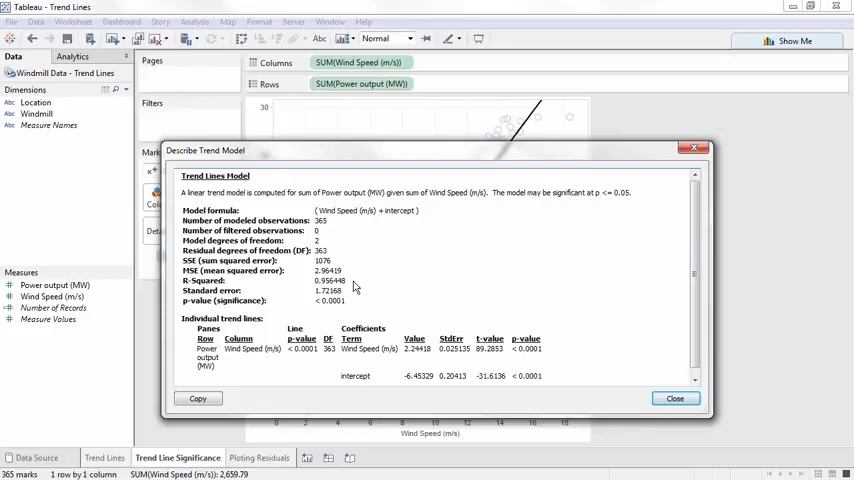 Tableau - Trend Lines
File Data Worksheet Dashboard Story Analysis Map Format Server Window Help
Abc Normal Show Me
Data Analytics
Windmill Data - Trend Lines
Dimensions
Abc Location
Abc Windmill
Abc Measure Names
Measures
# Power output (MW)
# Wind Speed (m/s)
# Number of Records
# Measure Values
Pages
Filters
Columns SUM(Wind Speed (m/s))
Rows SUM(Power output (MW))
30
Describe Trend Model
Trend Lines Model
A linear trend model is computed for sum of Power output (MW) given sum of Wind Speed (m/s). The model may be significant at p <= 0.05.
Model formula: ( Wind Speed (m/s) + intercept )
Number of modeled observations: 365
Number of filtered observations: 0
Model degrees of freedom: 2
Residual degrees of freedom (DF): 363
SSE (sum squared error): 1076
MSE (mean squared error): 2.96419
R-Squared: 0.956448
Standard error: 1.72168
p-value (significance): < 0.0001
Individual trend lines:
Panes Line Coefficients
Row Column p-value DF Term Value StdErr t-value p-value
Power output (MW) Wind Speed (m/s) < 0.0001 363 Wind Speed (m/s) 2.24418 0.025135 89.2853 < 0.0001
intercept -6.45329 0.20413 -31.6136 < 0.0001
Copy Close
0 2 4 6 8 10 12 14 16 18
Wind Speed (m/s)
Data Source Trend Lines Trend Line Significance Ploting Residuals
365 marks 1 row by 1 column SUM(Wind Speed (m/s)): 2,659.79